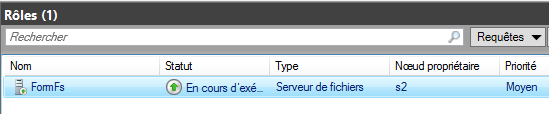 Rôles (1)
Rechercher Requêtes
Nom Statut Type Nœud propriétaire Priorité
FormFs En cours d'exé... Serveur de fichiers s2 Moyen